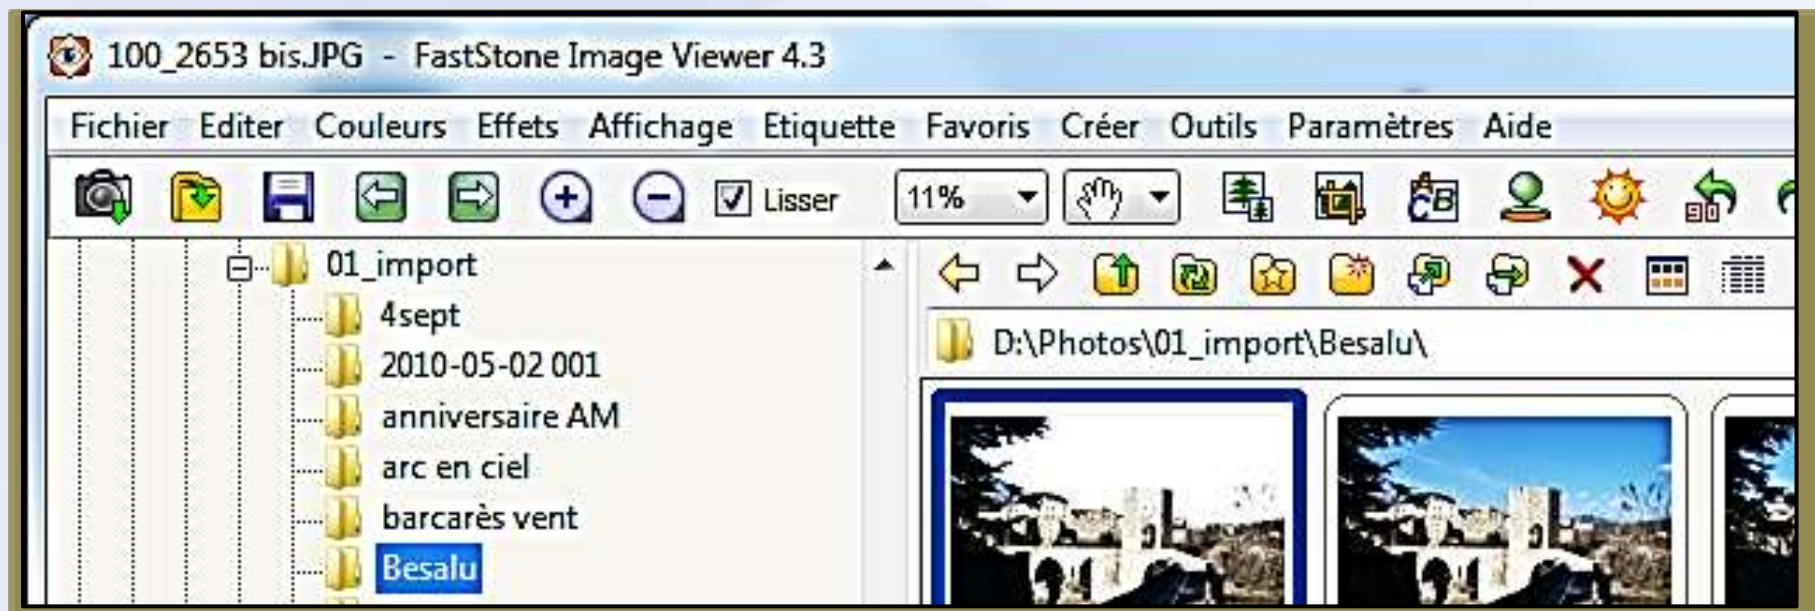 100_2653 bis.JPG - FastStone Image Viewer 4.3
Fichier Editer Couleurs Effets Affichage Etiquette Favoris Créer Outils Paramètres Aide
Lisser 11% A B C 90
01_import
4sept
2010-05-02 001
anniversaire AM
arc en ciel
barcarès vent
Besalu
D:\Photos\01_import\Besalu\